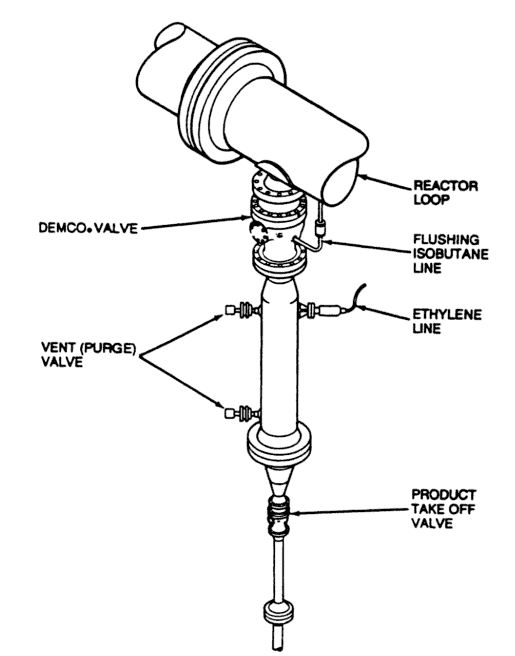 REACTOR
LOOP
DEMCO® VALVE
FLUSHING
ISOBUTANE
LINE
ETHYLENE
LINE
VENT (PURGE)
VALVE
PRODUCT
TAKE OFF
VALVE